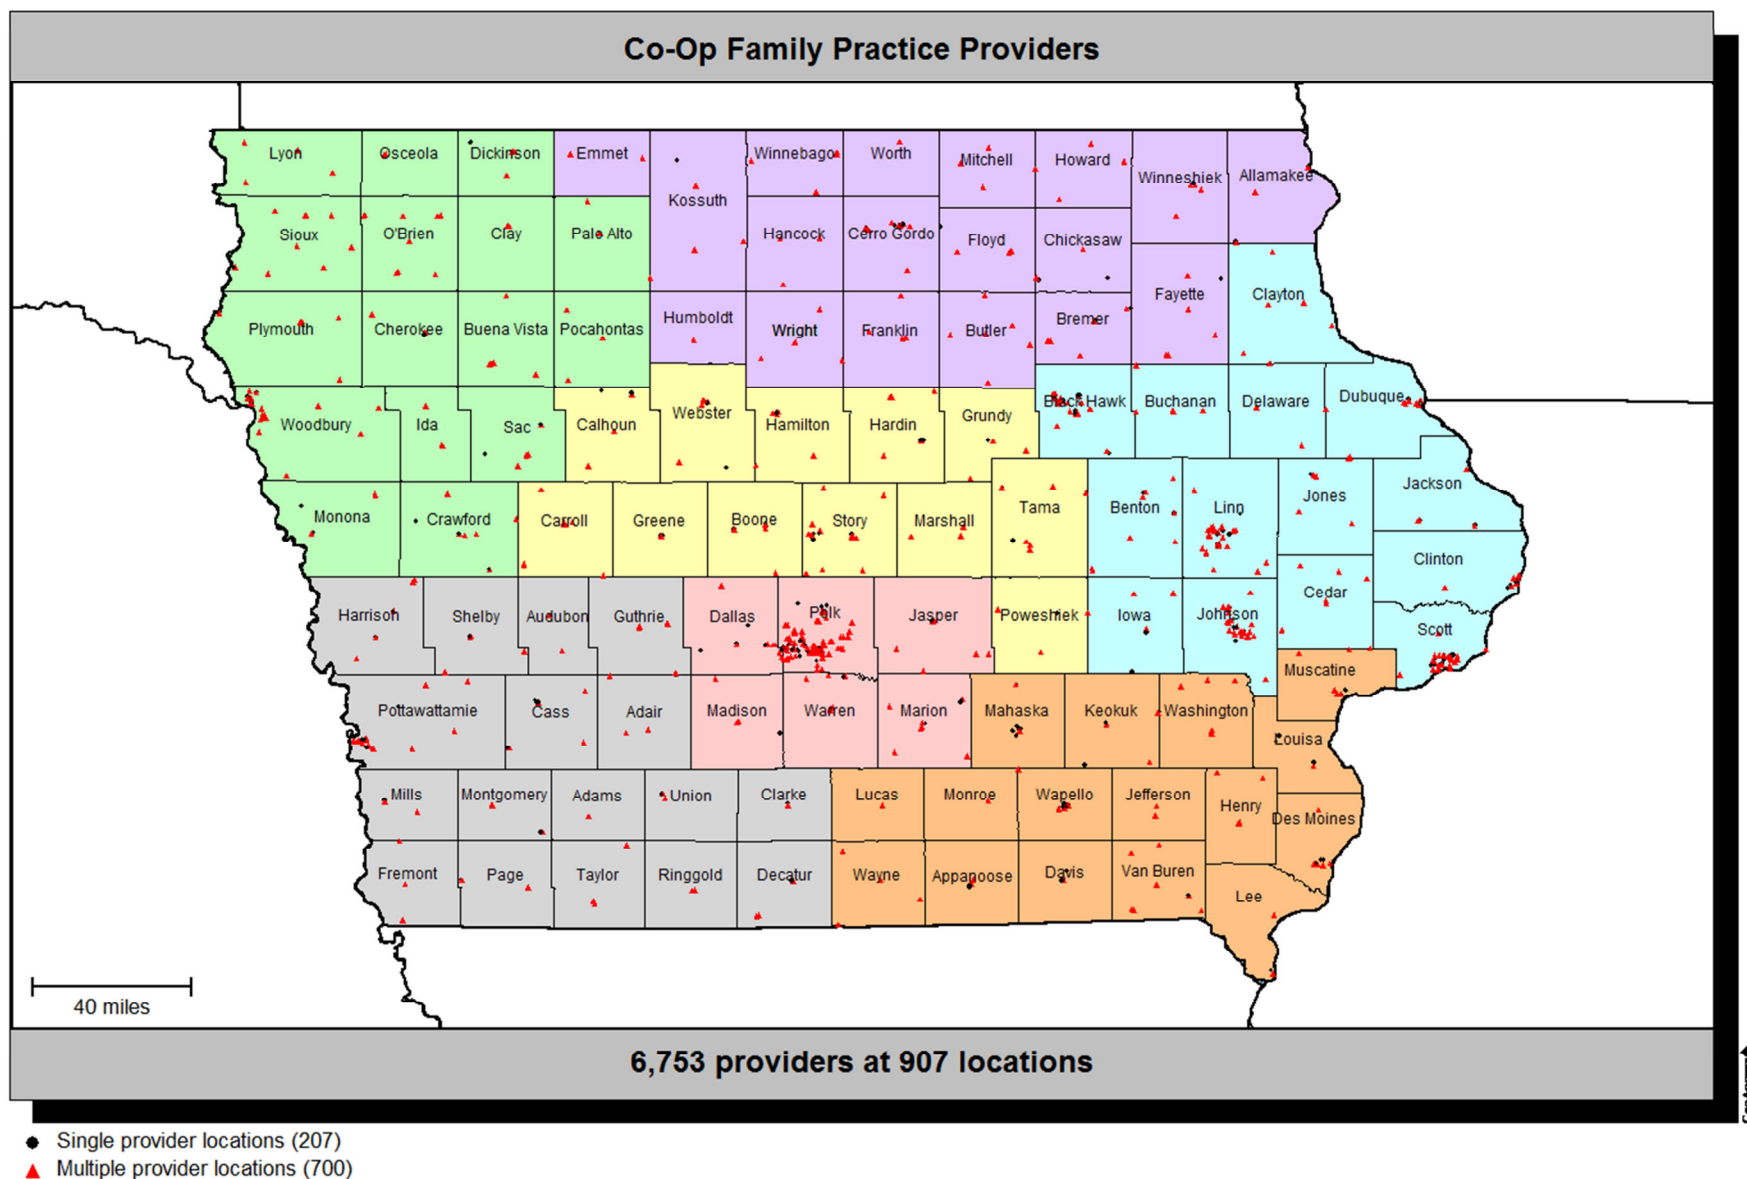 Co-Op Family Practice Providers
Lyon Osceola Dickinson Emmet Winnebago Worth Mitchell Howard Winneshiek Allamakee
Kossuth
Sioux O'Brien Clay Palo Alto Hancock Cerro Gordo Floyd Chickasaw
Plymouth Cherokee Buena Vista Pocahontas Humboldt Wright Franklin Butler Bremer Fayette Clayton
Woodbury Ida Sac Calhoun Webster Hamilton Hardin Grundy Black Hawk Buchanan Delaware Dubuque
Monona Crawford Carroll Greene Boone Story Marshall Tama Benton Linn Jones Jackson
Clinton
Harrison Shelby Audubon Guthrie Dallas Polk Jasper Poweshiek Iowa Johnson Cedar Scott
Muscatine
Pottawattamie Cass Adair Madison Warren Marion Mahaska Keokuk Washington Louisa
Mills Montgomery Adams Union Clarke Lucas Monroe Wapello Jefferson Henry Des Moines
Fremont Page Taylor Ringgold Decatur Wayne Appanoose Davis Van Buren Lee
40 miles
6,753 providers at 907 locations
Single provider locations (207)
Multiple provider locations (700)